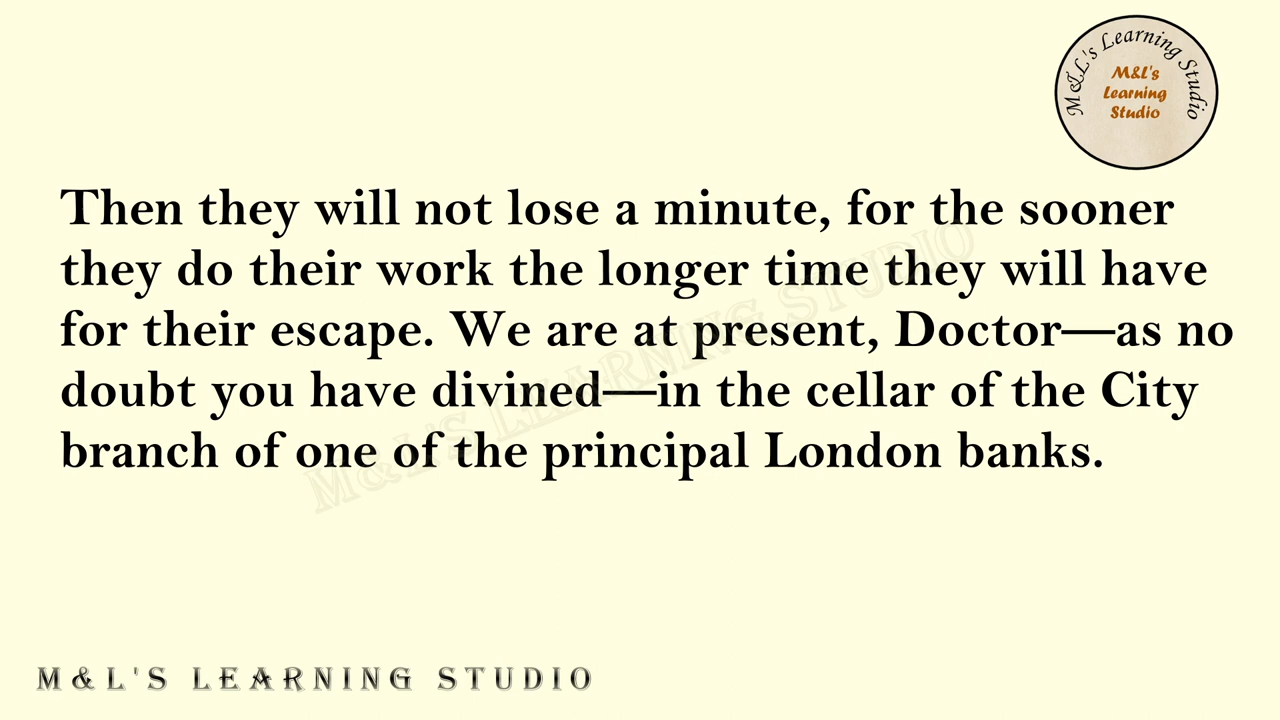 M&L's Learning Studio
M&L's
Learning
Studio
Then they will not lose a minute, for the sooner
they do their work the longer time they will have
for their escape. We are at present, Doctor—as no
doubt you have divined—in the cellar of the City
branch of one of the principal London banks.
M&L'S LEARNING STUDIO
M&L'S LEARNING STUDIO